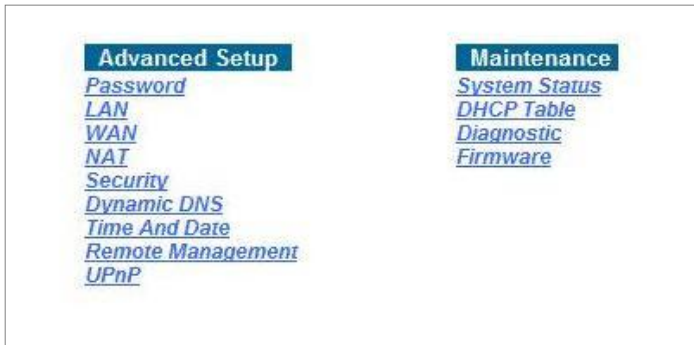 Advanced Setup
Password
LAN
WAN
NAT
Security
Dynamic DNS
Time And Date
Remote Management
UPnP
Maintenance
System Status
DHCP Table
Diagnostic
Firmware